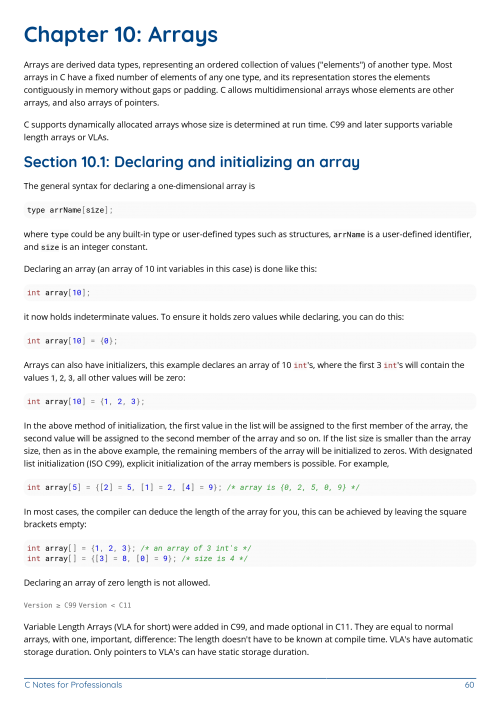 Chapter 10: Arrays
Arrays are derived data types, representing an ordered collection of values ("elements") of another type. Most
arrays in C have a fixed number of elements of any one type, and its representation stores the elements
contiguously in memory without gaps or padding. C allows multidimensional arrays whose elements are other
arrays, and also arrays of pointers.
C supports dynamically allocated arrays whose size is determined at run time. C99 and later supports variable
length arrays or VLAs.
Section 10.1: Declaring and initializing an array
The general syntax for declaring a one-dimensional array is
type arrName[size];
where type could be any built-in type or user-defined types such as structures, arrName is a user-defined identifier,
and size is an integer constant.
Declaring an array (an array of 10 int variables in this case) is done like this:
int array[10];
it now holds indeterminate values. To ensure it holds zero values while declaring, you can do this:
int array[10] = {0};
Arrays can also have initializers, this example declares an array of 10 int's, where the first 3 int's will contain the
values 1, 2, 3, all other values will be zero:
int array[10] = {1, 2, 3};
In the above method of initialization, the first value in the list will be assigned to the first member of the array, the
second value will be assigned to the second member of the array and so on. If the list size is smaller than the array
size, then as in the above example, the remaining members of the array will be initialized to zeros. With designated
list initialization (ISO C99), explicit initialization of the array members is possible. For example,
int array[5] = {[2] = 5, [1] = 2, [4] = 9}; /* array is {0, 2, 5, 0, 9} */
In most cases, the compiler can deduce the length of the array for you, this can be achieved by leaving the square
brackets empty:
int array[] = {1, 2, 3}; /* an array of 3 int's */
int array[] = {[3] = 8, [0] = 9}; /* size is 4 */
Declaring an array of zero length is not allowed.
Version ≥ C99 Version < C11
Variable Length Arrays (VLA for short) were added in C99, and made optional in C11. They are equal to normal
arrays, with one, important, difference: The length doesn't have to be known at compile time. VLA's have automatic
storage duration. Only pointers to VLA's can have static storage duration.
C Notes for Professionals
60